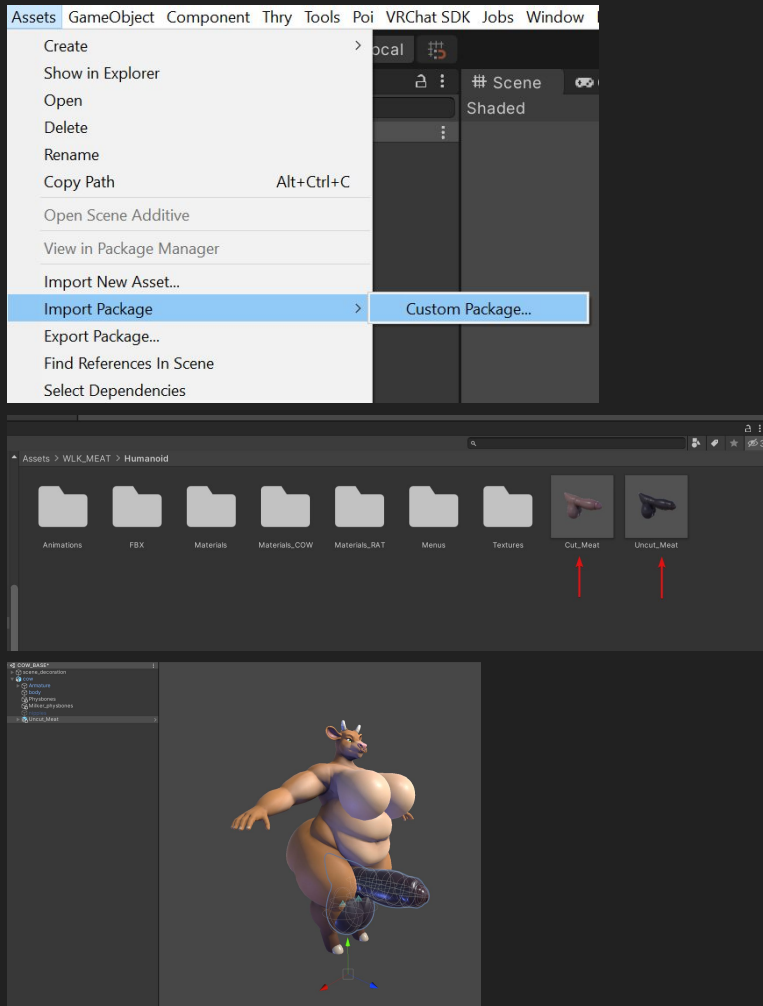 Assets GameObject Component Thry Tools Poi VRChat SDK Jobs Window
Create
Show in Explorer
Open
Delete
Rename
Copy Path Alt+Ctrl+C
Open Scene Additive
View in Package Manager
Import New Asset...
Import Package
Custom Package...
Export Package...
Find References In Scene
Select Dependencies
Scene
Shaded
Assets > WLK_MEAT > Humanoid
Animations FBX Materials Materials_COW Materials_RAT Menus Textures Cut_Meat Uncut_Meat
COW_BASE*
scene_decoration
cow
Armature
body
Physbones
Milker_physbones
Uncut_Meat